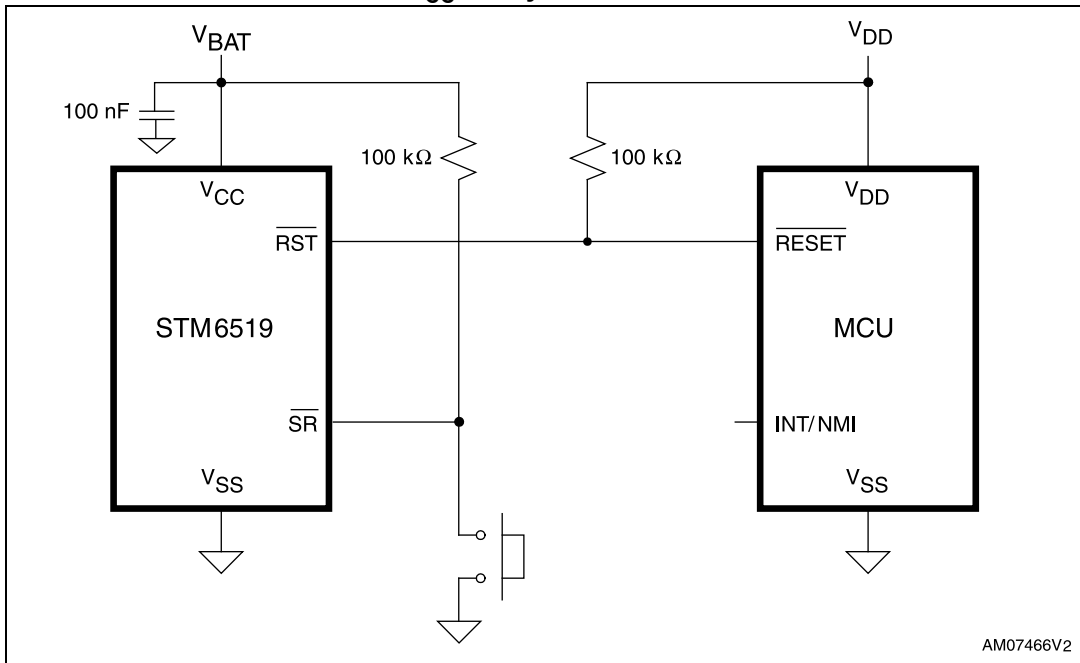 VBAT
VDD
100 nF
100 kΩ
100 kΩ
VCC
VDD
RST
RESET
STM6519
MCU
SR
INT/NMI
VSS
VSS
AM07466V2